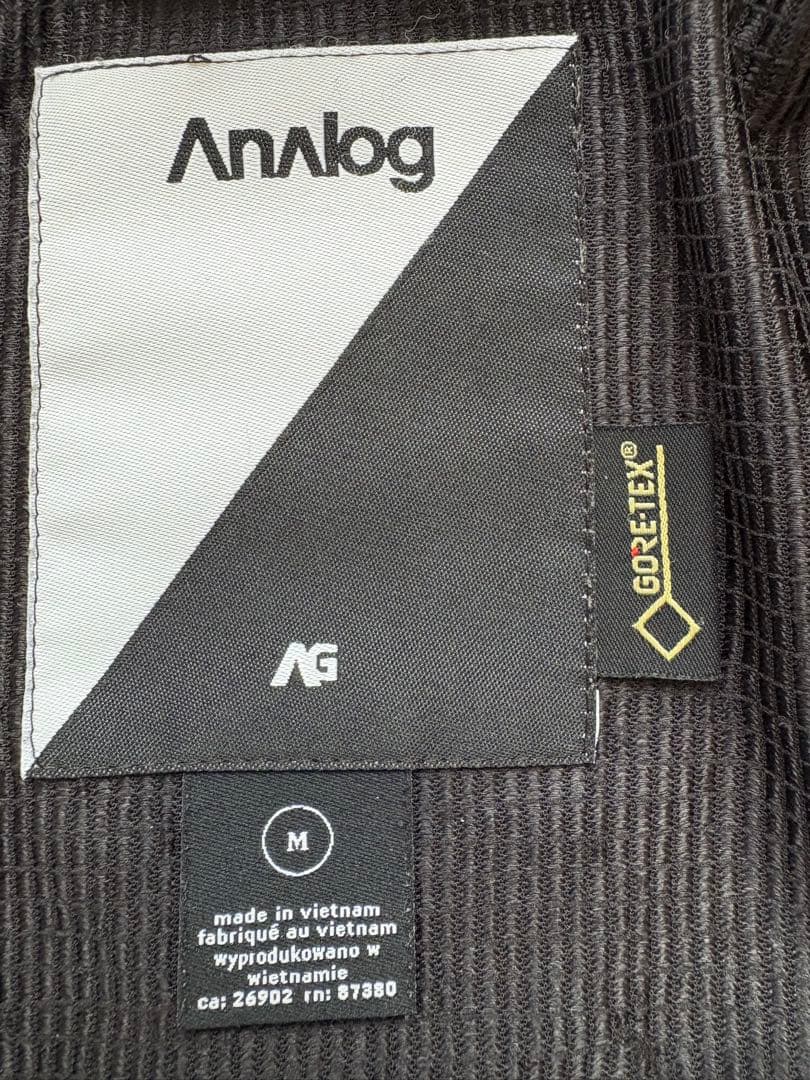 Analog
GORE-TEX®
AG
M
made in vietnam
fabriqué au vietnam
wyprodukowano w
wietnamie
ca: 26902 rn: 87380